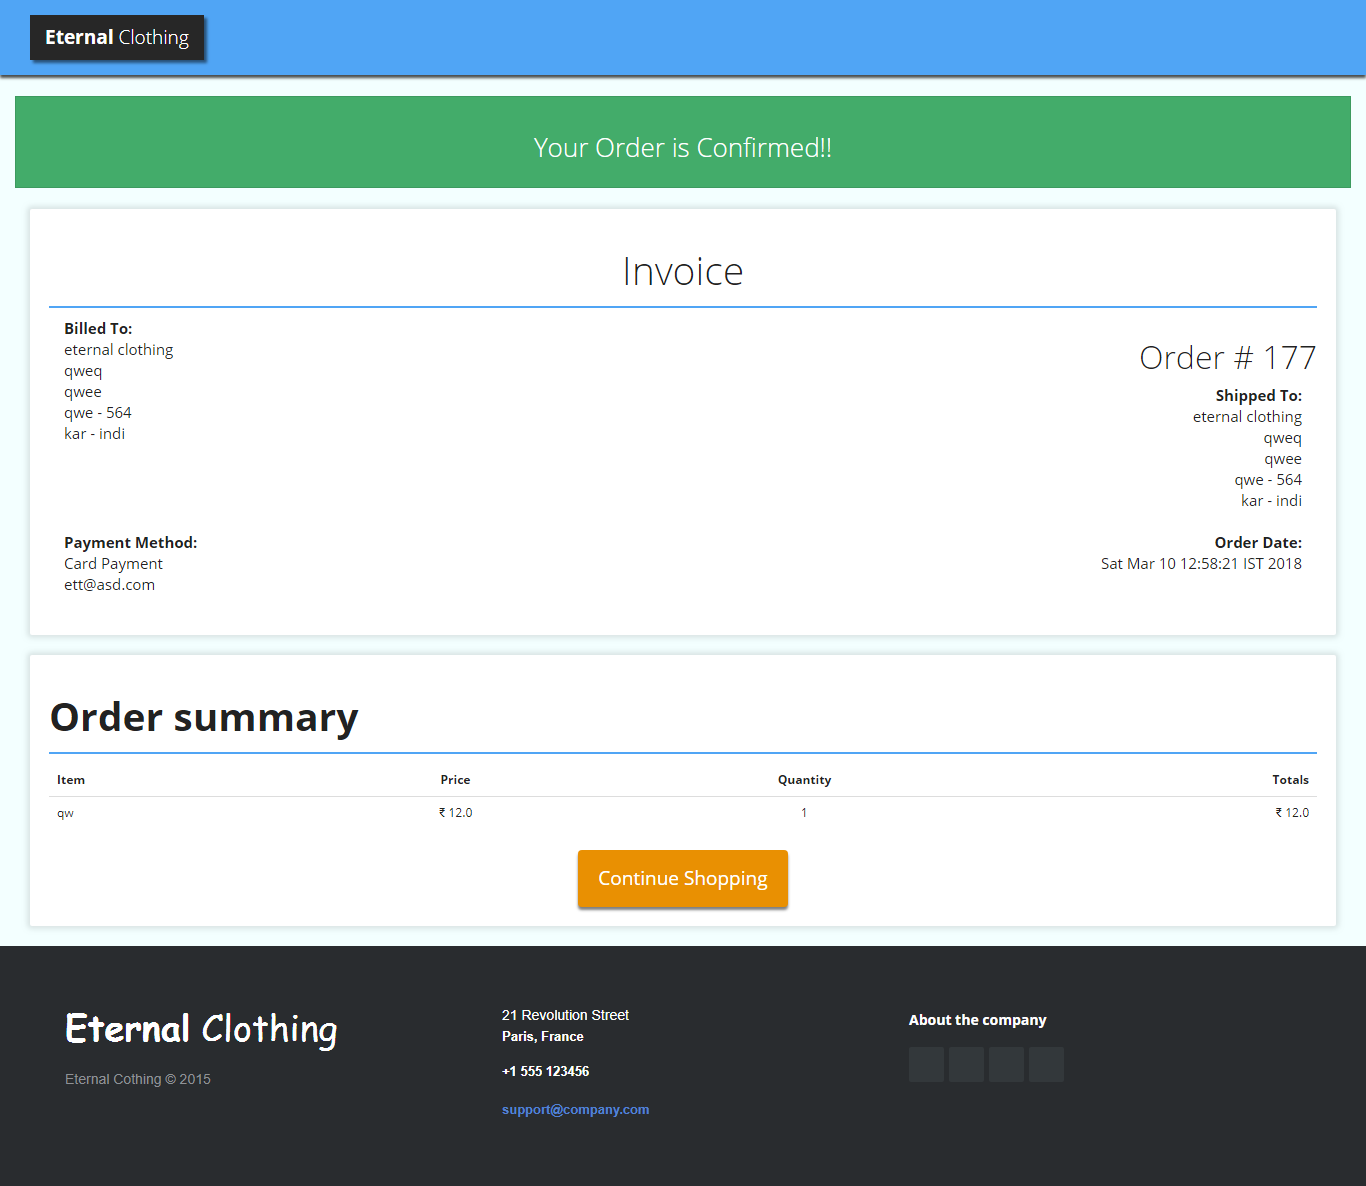 Eternal Clothing
Your Order is Confirmed!!
Invoice
Billed To:
eternal clothing
qweq
qwee
qwe - 564
kar - indi
Order # 177
Shipped To:
eternal clothing
qweq
qwee
qwe - 564
kar - indi
Payment Method:
Card Payment
ett@asd.com
Order Date:
Sat Mar 10 12:58:21 IST 2018
Order summary
Item Price Quantity Totals
qw ₹ 12.0 1 ₹ 12.0
Continue Shopping
Eternal Clothing
Eternal Cothing © 2015
21 Revolution Street
Paris, France
+1 555 123456
support@company.com
About the company